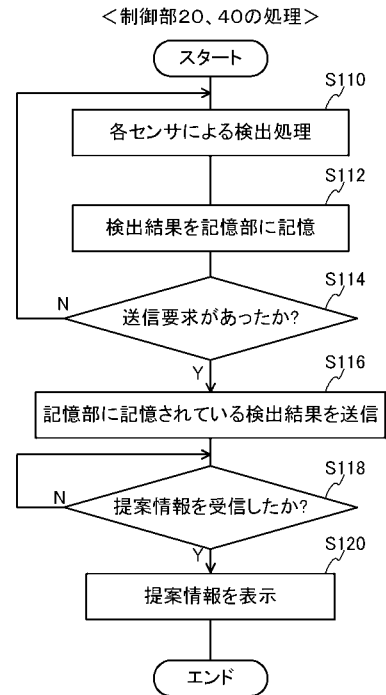 ＜制御部20、40の処理＞
スタート
S110
各センサによる検出処理
S112
検出結果を記憶部に記憶
S114
N
送信要求があったか?
Y
S116
記憶部に記憶されている検出結果を送信
S118
N
提案情報を受信したか?
Y
S120
提案情報を表示
エンド